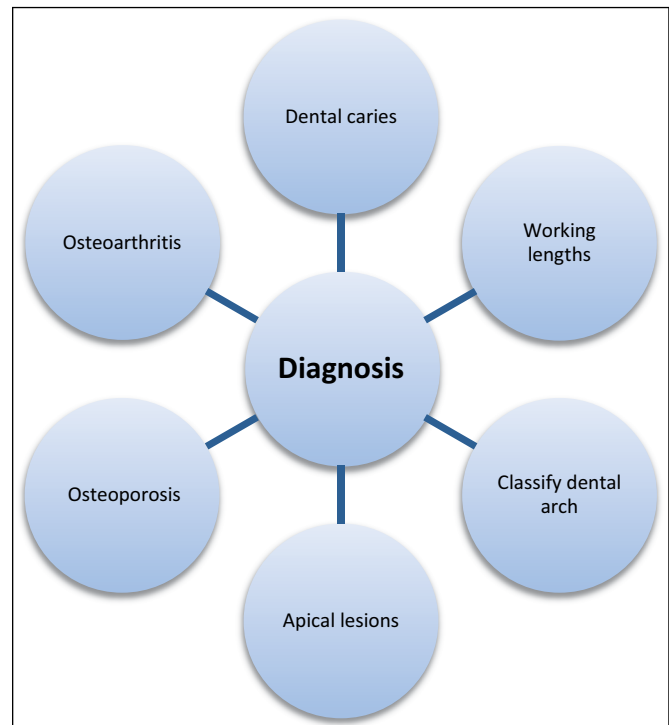 Dental caries
Osteoarthritis
Working
lengths
Diagnosis
Osteoporosis
Classify dental
arch
Apical lesions